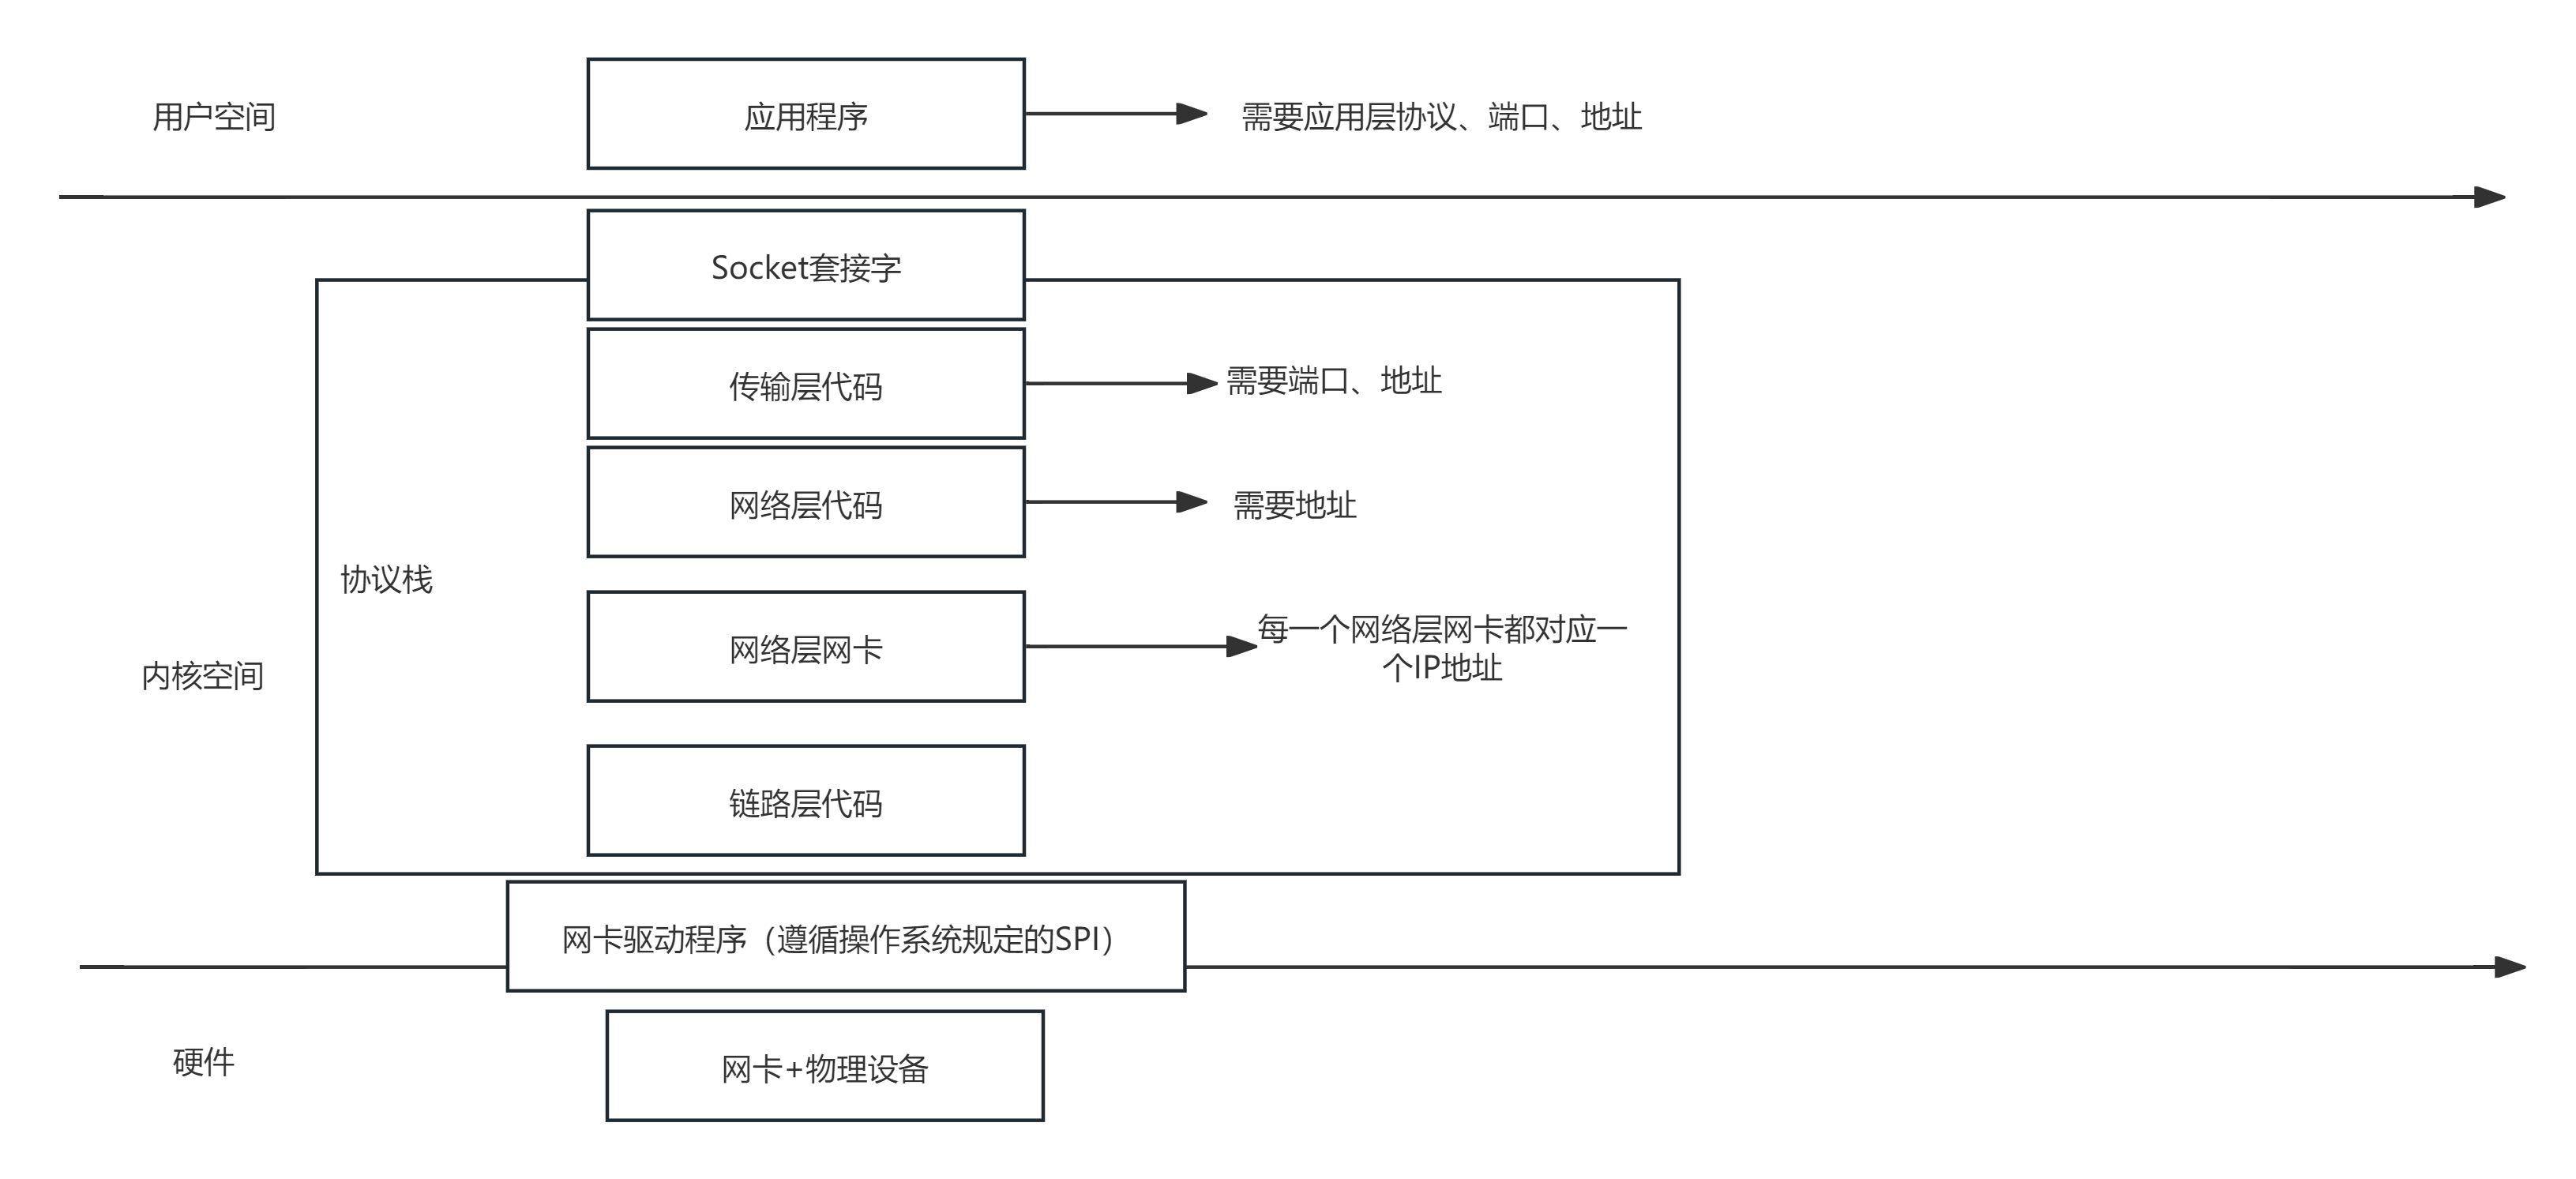 用户空间
应用程序
需要应用层协议、端口、地址
Socket套接字
传输层代码
需要端口、地址
网络层代码
需要地址
协议栈
内核空间
网络层网卡
每一个网络层网卡都对应一
个IP地址
链路层代码
网卡驱动程序（遵循操作系统规定的SPI）
硬件
网卡+物理设备